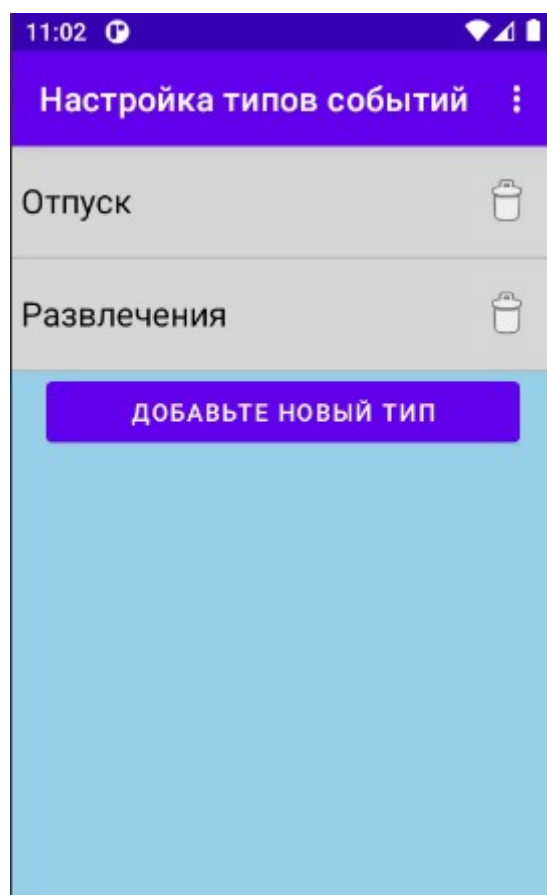 11:02
Настройка типов событий
Отпуск
Развлечения
ДОБАВЬТЕ НОВЫЙ ТИП